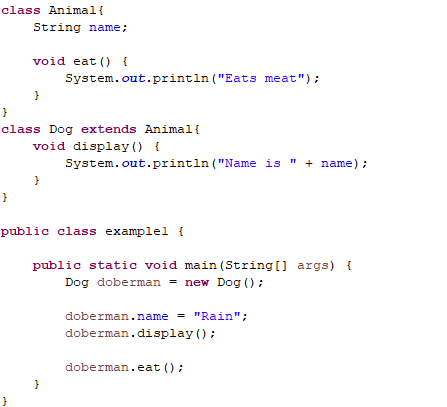 class Animal{
    String name;
    void eat() {
        System.out.println("Eats meat");
    }
}
class Dog extends Animal{
    void display() {
        System.out.println("Name is " + name);
    }
}
public class example1 {
    public static void main(String[] args) {
        Dog doberman = new Dog();
        doberman.name = "Rain";
        doberman.display();
        doberman.eat();
    }
}